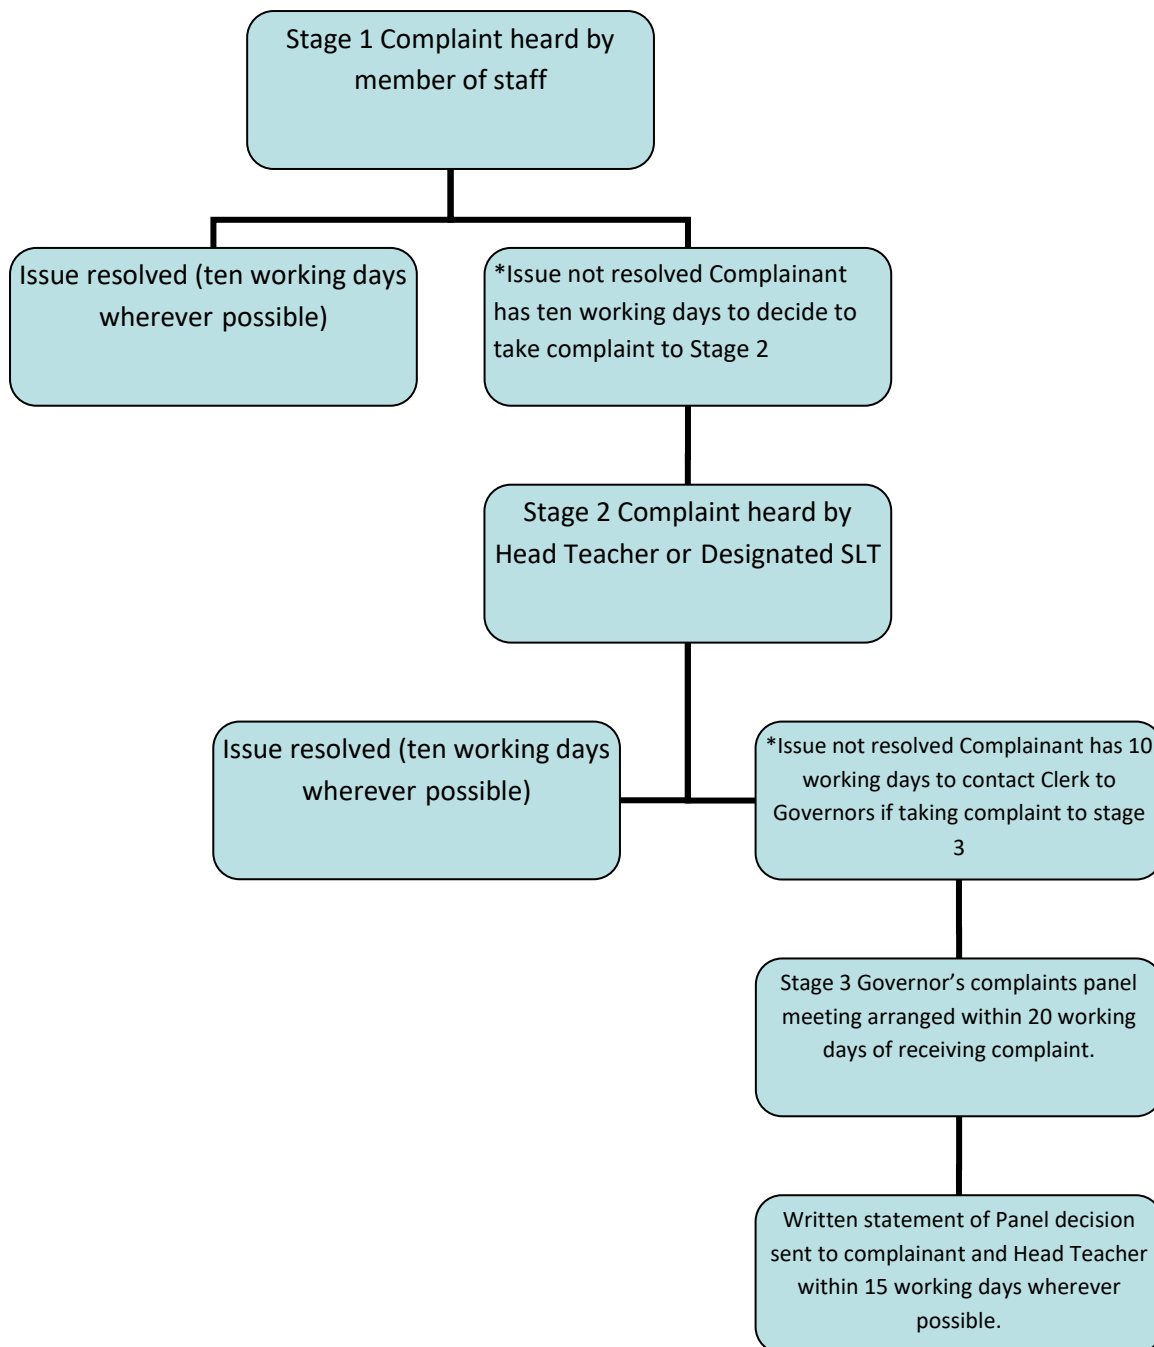 Stage 1 Complaint heard by
member of staff
Issue resolved (ten working days
wherever possible)
*Issue not resolved Complainant
has ten working days to decide to
take complaint to Stage 2
Stage 2 Complaint heard by
Head Teacher or Designated SLT
Issue resolved (ten working days
wherever possible)
*Issue not resolved Complainant has 10
working days to contact Clerk to
Governors if taking complaint to stage
3
Stage 3 Governor’s complaints panel
meeting arranged within 20 working
days of receiving complaint.
Written statement of Panel decision
sent to complainant and Head Teacher
within 15 working days wherever
possible.